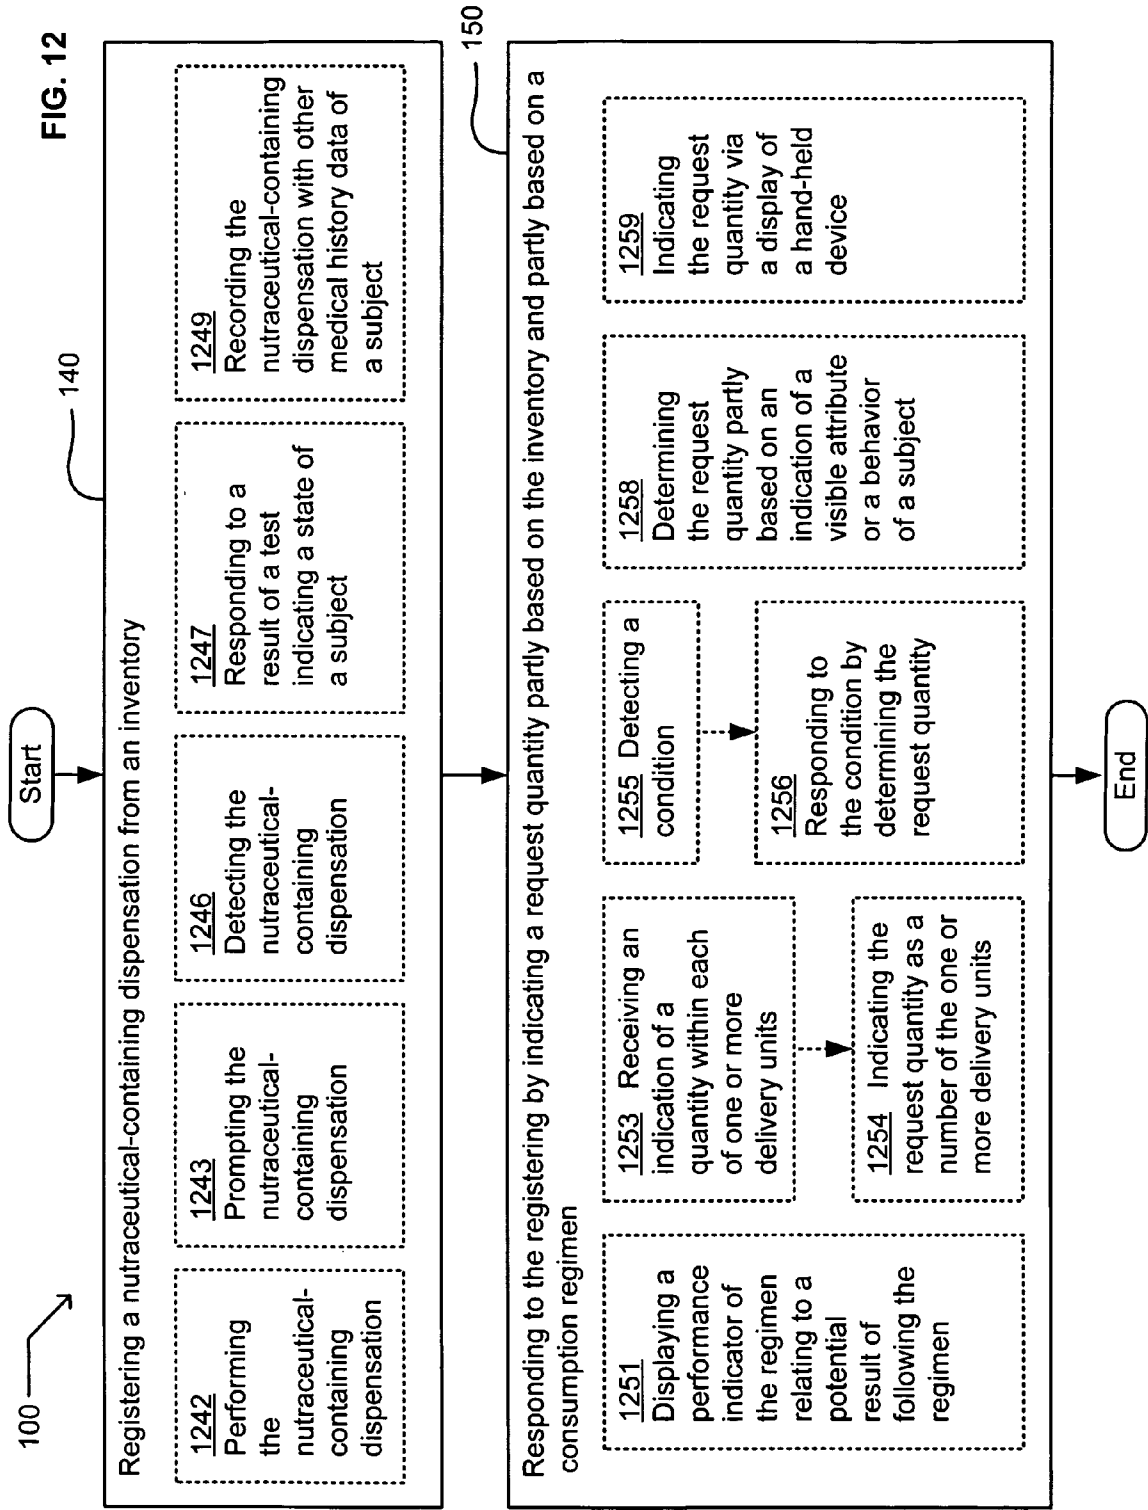 FIG. 12
100
Start
140
Registering a nutraceutical-containing dispensation from an inventory
1242
Performing
the
nutraceutical-
containing
dispensation
1243
Prompting the
nutraceutical-
containing
dispensation
1246
Detecting the
nutraceutical-
containing
dispensation
1247
Responding to a
result of a test
indicating a state of
a subject
1249
Recording the
nutraceutical-containing
dispensation with other
medical history data of
a subject
150
Responding to the registering by indicating a request quantity partly based on the inventory and partly based on a
consumption regimen
1251
Displaying a
performance
indicator of
the regimen
relating to a
potential
result of
following the
regimen
1253 Receiving an
indication of a
quantity within each
of one or more
delivery units
1254 Indicating the
request quantity as a
number of the one or
more delivery units
1255 Detecting a
condition
1256
Responding to
the condition by
determining the
request quantity
1258
Determining
the request
quantity partly
based on an
indication of a
visible attribute
or a behavior
of a subject
1259
Indicating
the request
quantity via
a display of
a hand-held
device
End